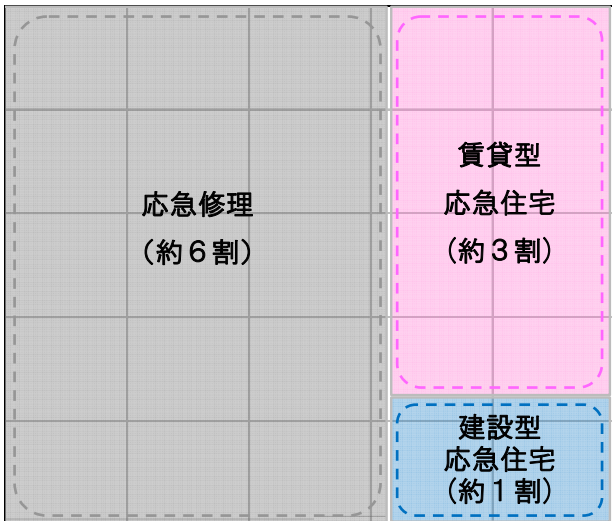 応急修理
（約６割）
賃貸型
応急住宅
（約３割）
建設型
応急住宅
（約１割）